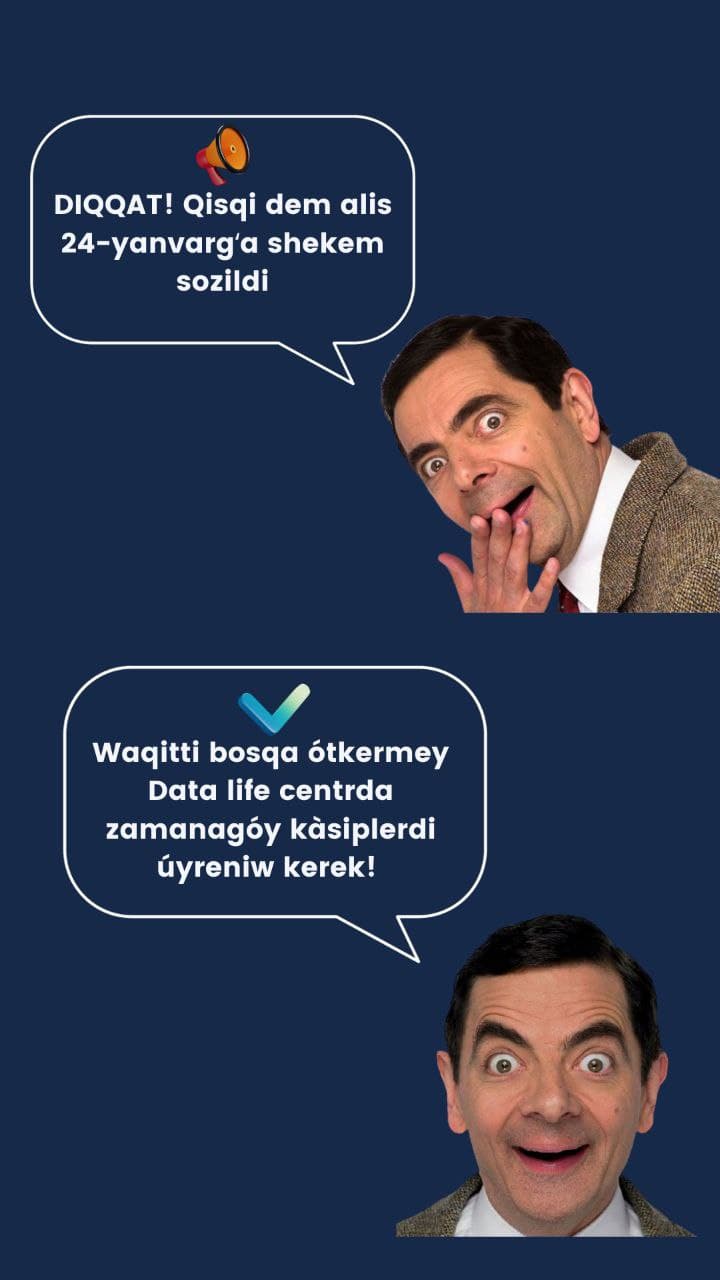 DIQQAT! Qisqi dem alis
24-yanvarg‘a shekem
sozildi
Waqitti bosqa ótkermey
Data life centrda
zamanagóy kàsiplerdi
úyreniw kerek!